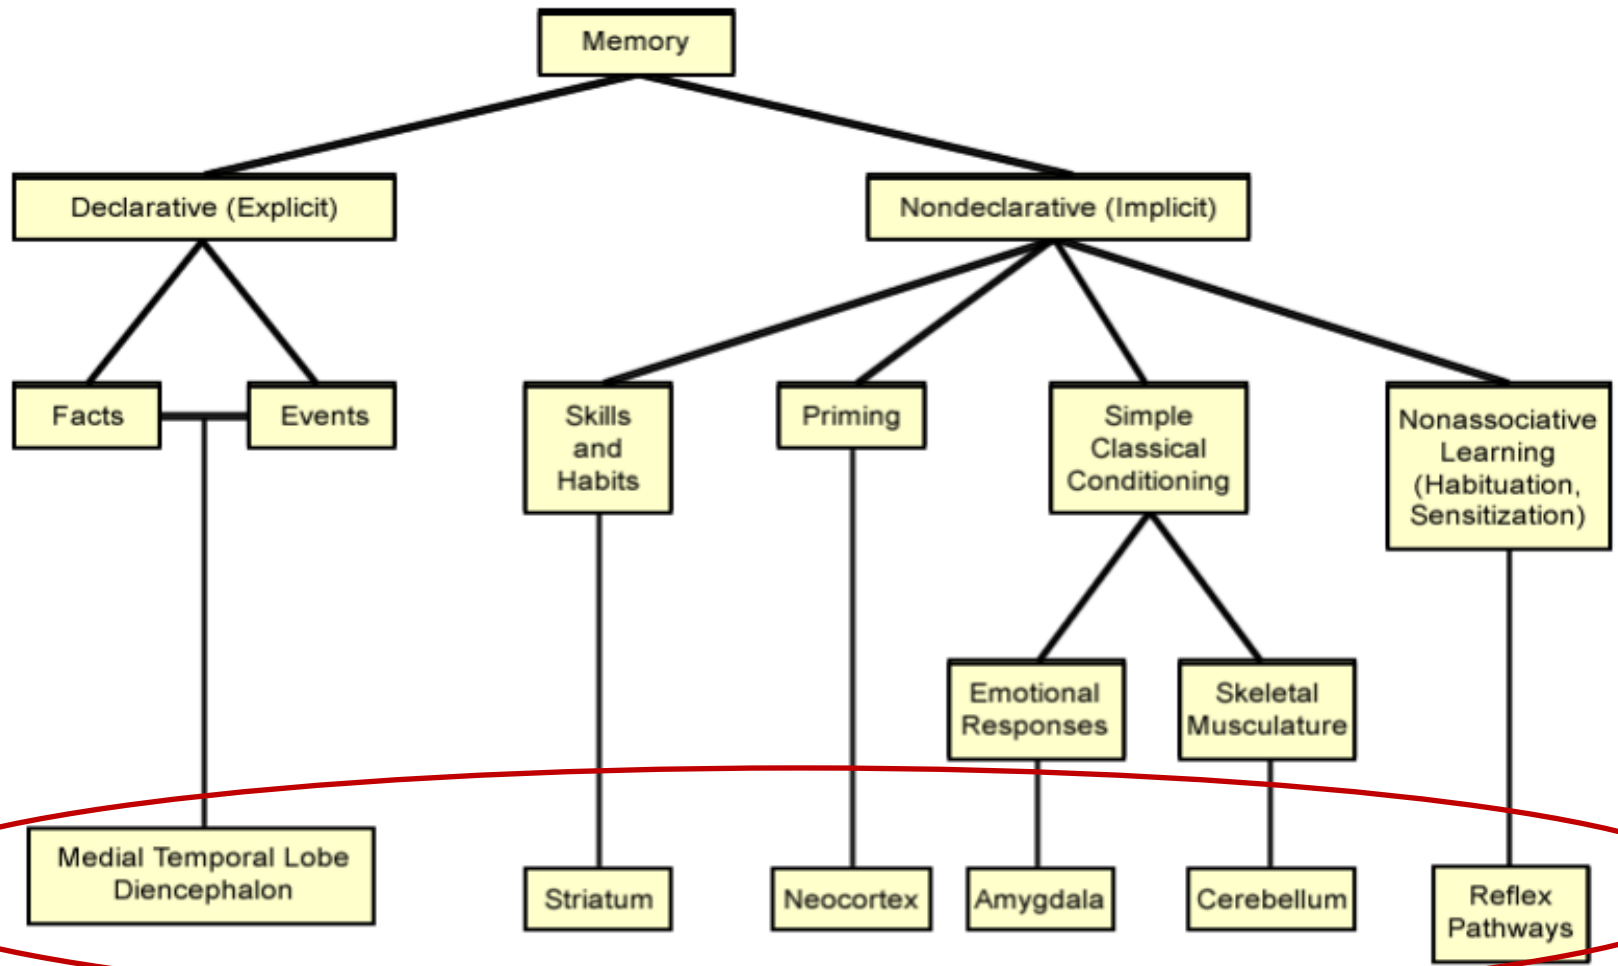 Memory
Declarative (Explicit)
Nondeclarative (Implicit)
Facts
Events
Skills
and
Habits
Priming
Simple
Classical
Conditioning
Nonassociative
Learning
(Habituation,
Sensitization)
Emotional
Responses
Skeletal
Musculature
Medial Temporal Lobe
Diencephalon
Striatum
Neocortex
Amygdala
Cerebellum
Reflex
Pathways